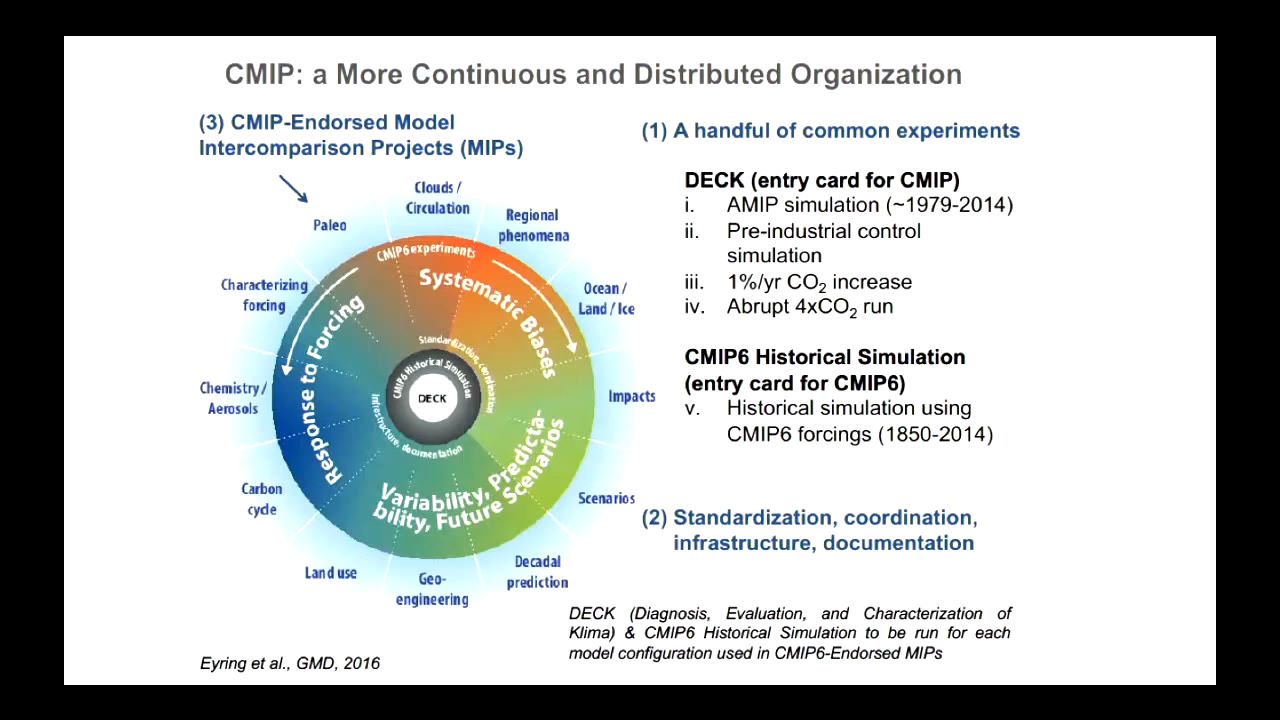 CMIP: a More Continuous and Distributed Organization
(3) CMIP-Endorsed Model
Intercomparison Projects (MIPs)
Clouds /
Circulation
Regional
phenomena
Ocean /
Land / Ice
Impacts
Scenarios
Decadal
prediction
Geo-
engineering
Land use
Carbon
cycle
Chemistry /
Aerosols
Characterizing
forcing
Paleo
CMIP6 experiments
Systematic Biases
Variability, Predicta-
bility, Future Scenarios
Response to Forcing
Standardization, coordination,
infrastructure, documentation
CMIP6 Historical Simulation
DECK
(1) A handful of common experiments
DECK (entry card for CMIP)
i. AMIP simulation (~1979-2014)
ii. Pre-industrial control
simulation
iii. 1%/yr CO₂ increase
iv. Abrupt 4xCO₂ run
CMIP6 Historical Simulation
(entry card for CMIP6)
v. Historical simulation using
CMIP6 forcings (1850-2014)
(2) Standardization, coordination,
infrastructure, documentation
DECK (Diagnosis, Evaluation, and Characterization of
Klima) & CMIP6 Historical Simulation to be run for each
model configuration used in CMIP6-Endorsed MIPs
Eyring et al., GMD, 2016